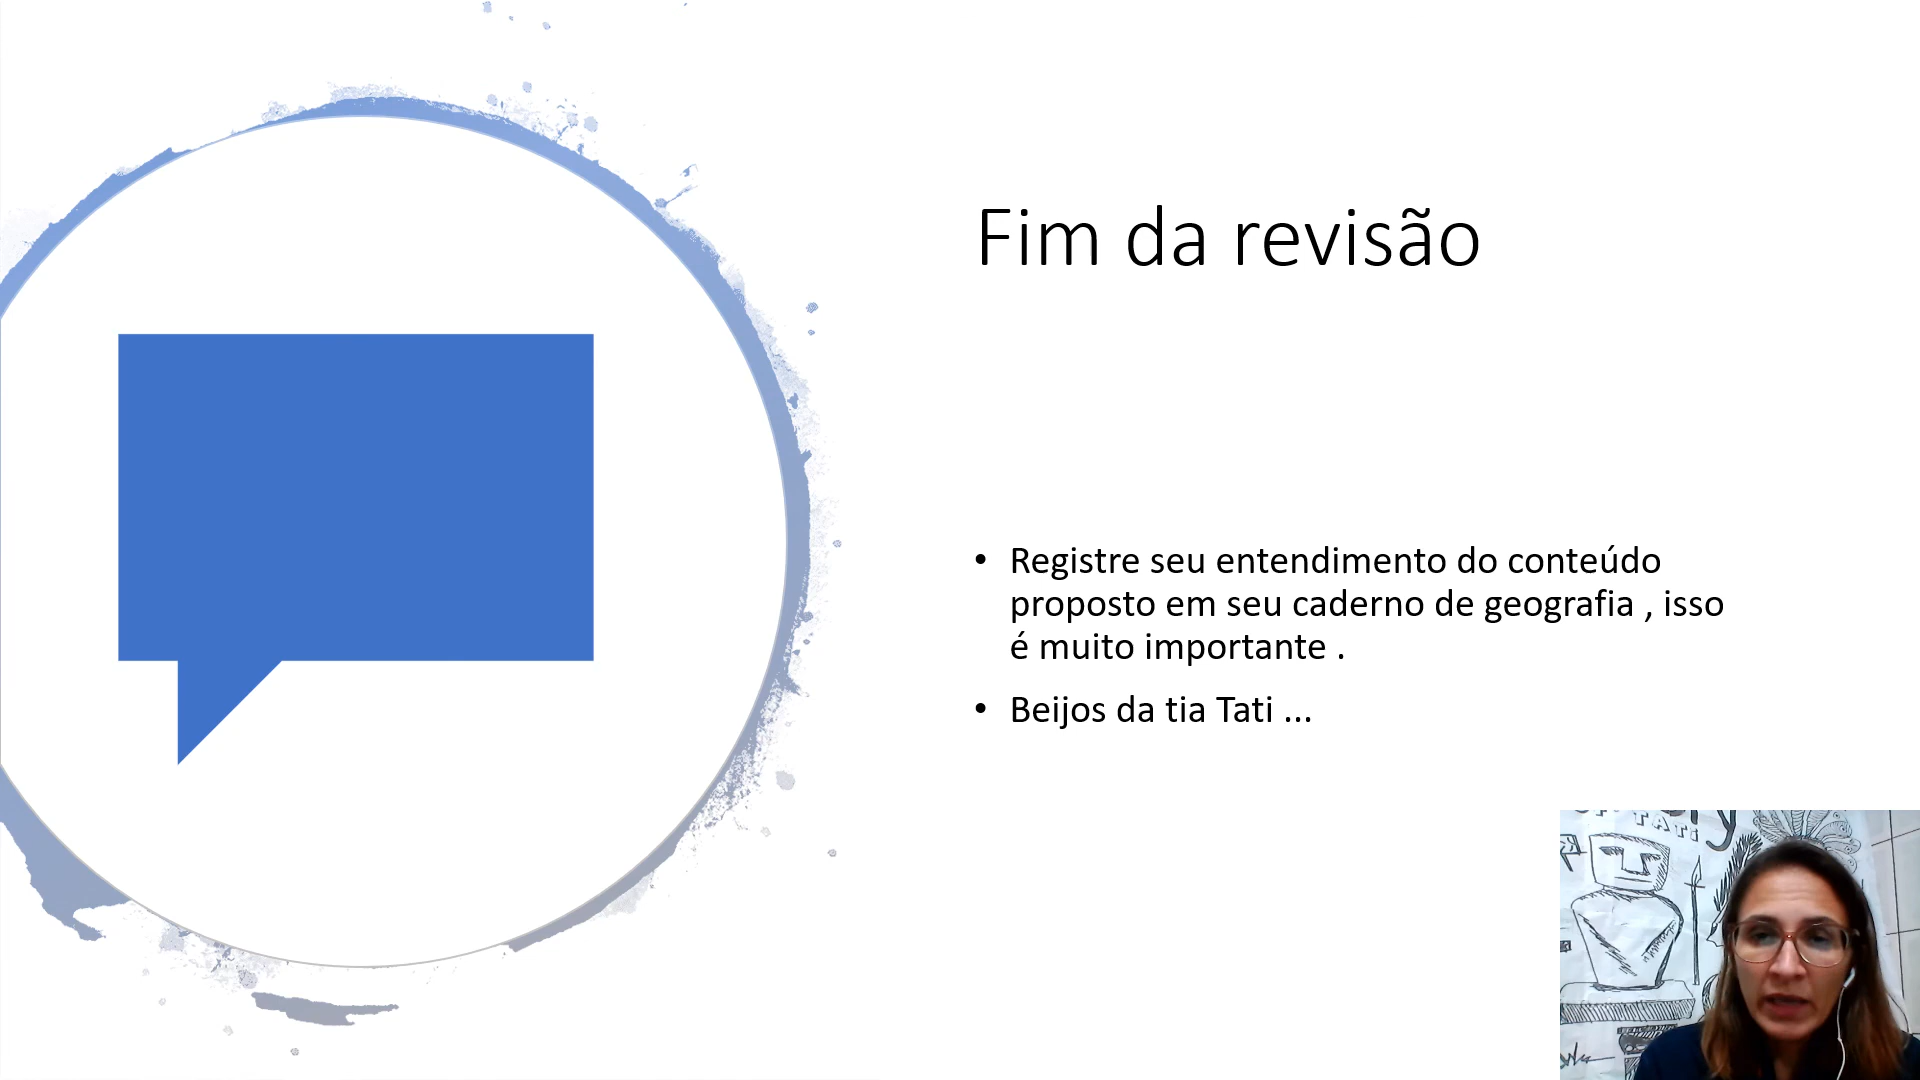 Fim da revisão
• Registre seu entendimento do conteúdo
proposto em seu caderno de geografia , isso
é muito importante .
• Beijos da tia Tati ...
TATI